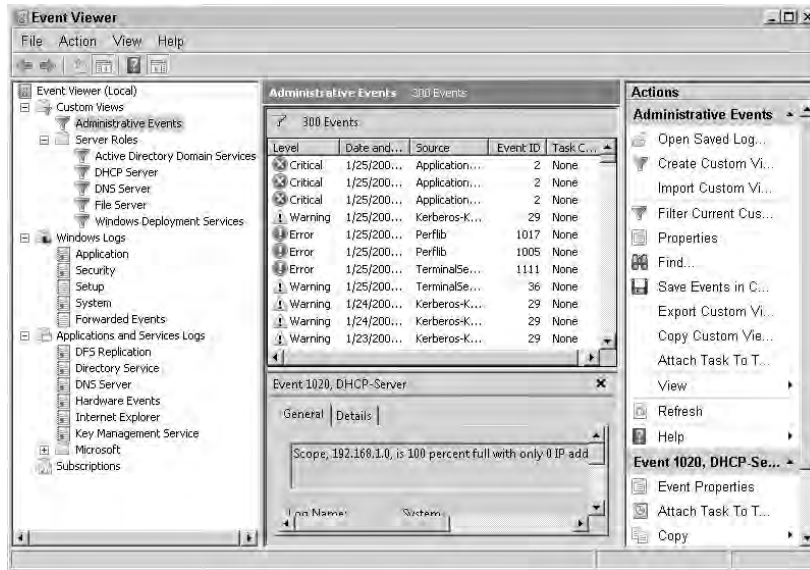 Event Viewer
File Action View Help
Event Viewer (Local)
Custom Views
Administrative Events
Server Roles
Active Directory Domain Services
DHCP Server
DNS Server
File Server
Windows Deployment Services
Windows Logs
Application
Security
Setup
System
Forwarded Events
Applications and Services Logs
DFS Replication
Directory Service
DNS Server
Hardware Events
Internet Explorer
Key Management Service
Microsoft
Subscriptions
Administrative Events 300 Events
300 Events
Level Date and... Source Event ID Task C...
Critical 1/25/200... Application... 2 None
Critical 1/25/200... Application... 2 None
Critical 1/25/200... Application... 2 None
Warning 1/25/200... Kerberos-K... 29 None
Error 1/25/200... Perflib 1017 None
Error 1/25/200... Perflib 1005 None
Error 1/25/200... TerminalSe... 1111 None
Warning 1/25/200... TerminalSe... 36 None
Warning 1/24/200... Kerberos-K... 29 None
Warning 1/24/200... Kerberos-K... 29 None
Warning 1/23/200... Kerberos-K... 29 None
Event 1020, DHCP-Server
General Details
Scope, 192.168.1.0, is 100 percent full with only 0 IP add
Log Name: System
Actions
Administrative Events
Open Saved Log...
Create Custom Vi...
Import Custom Vi...
Filter Current Cus...
Properties
Find...
Save Events in C...
Export Custom Vi...
Copy Custom Vie...
Attach Task To T...
View
Refresh
Help
Event 1020, DHCP-Se...
Event Properties
Attach Task To T...
Copy